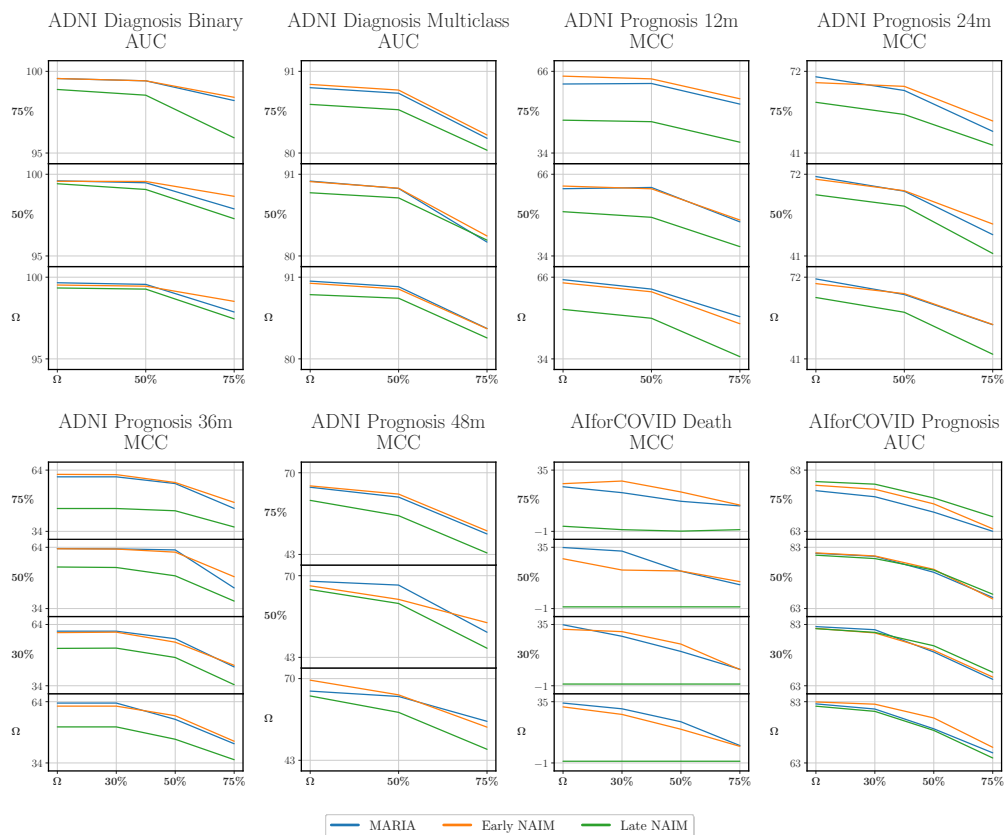 ADNI Diagnosis Binary
AUC
ADNI Diagnosis Multiclass
AUC
ADNI Prognosis 12m
MCC
ADNI Prognosis 24m
MCC
100
75%
95
100
50%
95
100
Ω
95
Ω 50% 75%
91
75%
80
91
50%
80
91
Ω
80
Ω 50% 75%
66
75%
34
66
50%
34
66
Ω
34
Ω 50% 75%
72
75%
41
72
50%
41
72
Ω
41
Ω 50% 75%
ADNI Prognosis 36m
MCC
ADNI Prognosis 48m
MCC
AIforCOVID Death
MCC
AIforCOVID Prognosis
AUC
64
75%
34
64
50%
34
64
30%
34
64
Ω
34
Ω 30% 50% 75%
70
75%
43
70
50%
43
70
Ω
43
Ω 50% 75%
35
75%
−1
35
50%
−1
35
30%
−1
35
Ω
−1
Ω 30% 50% 75%
83
75%
63
83
50%
63
83
30%
63
83
Ω
63
Ω 30% 50% 75%
MARIA Early NAIM Late NAIM